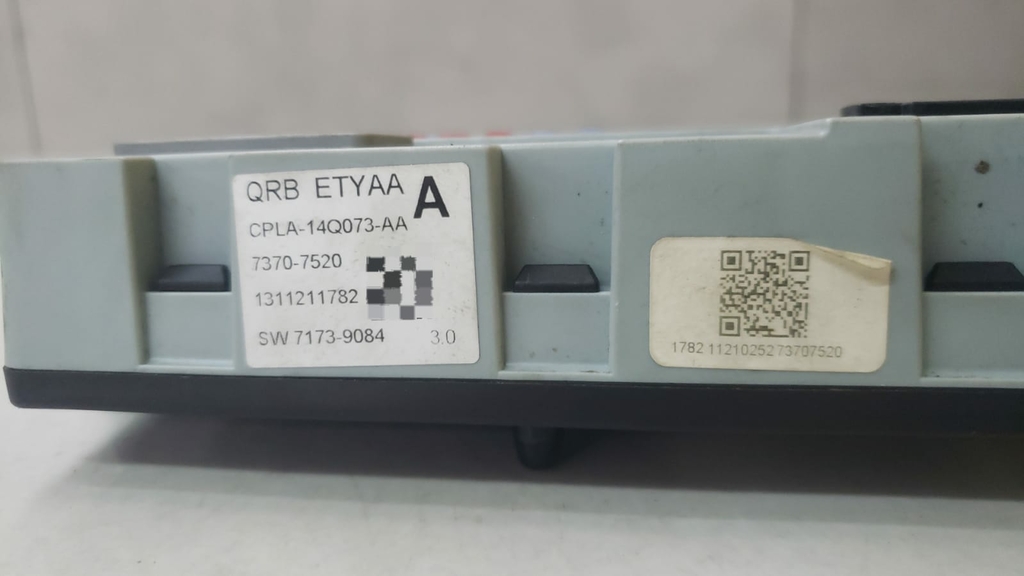 QRB ETYAA A
CPLA-14Q073-AA
7370-7520
1311211782
SW 7173-9084 3.0
1782 1121025273707520